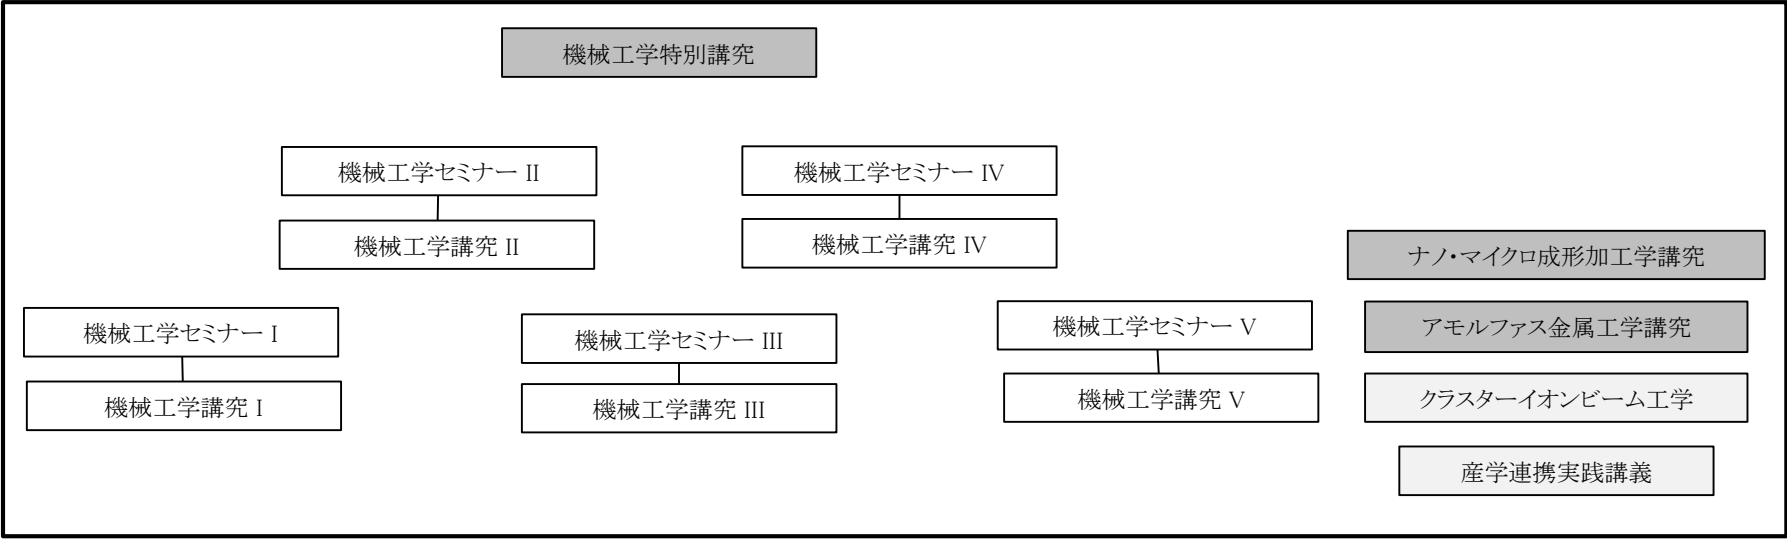 機械工学特別講究
機械工学セミナー II
機械工学セミナー IV
機械工学講究 II
機械工学講究 IV
ナノ・マイクロ成形加工学講究
機械工学セミナー I
機械工学セミナー III
機械工学セミナー V
アモルファス金属工学講究
機械工学講究 I
機械工学講究 III
機械工学講究 V
クラスターイオンビーム工学
産学連携実践講義